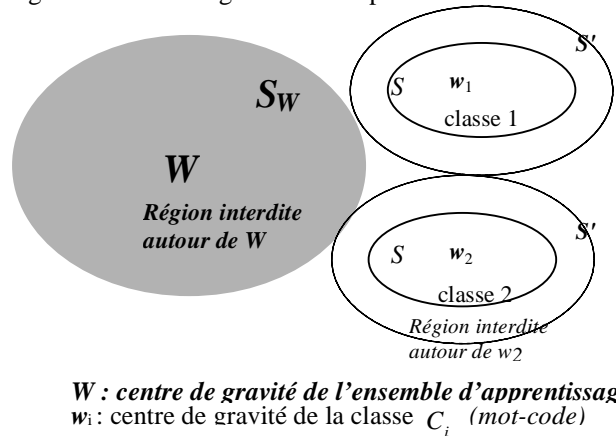 S'
S_W
S
w₁
classe 1
W
Région interdite
autour de W
S'
S
w₂
classe 2
Région interdite
autour de w2
W : centre de gravité de l'ensemble d'apprentissag
wᵢ : centre de gravité de la classe C_i (mot-code)